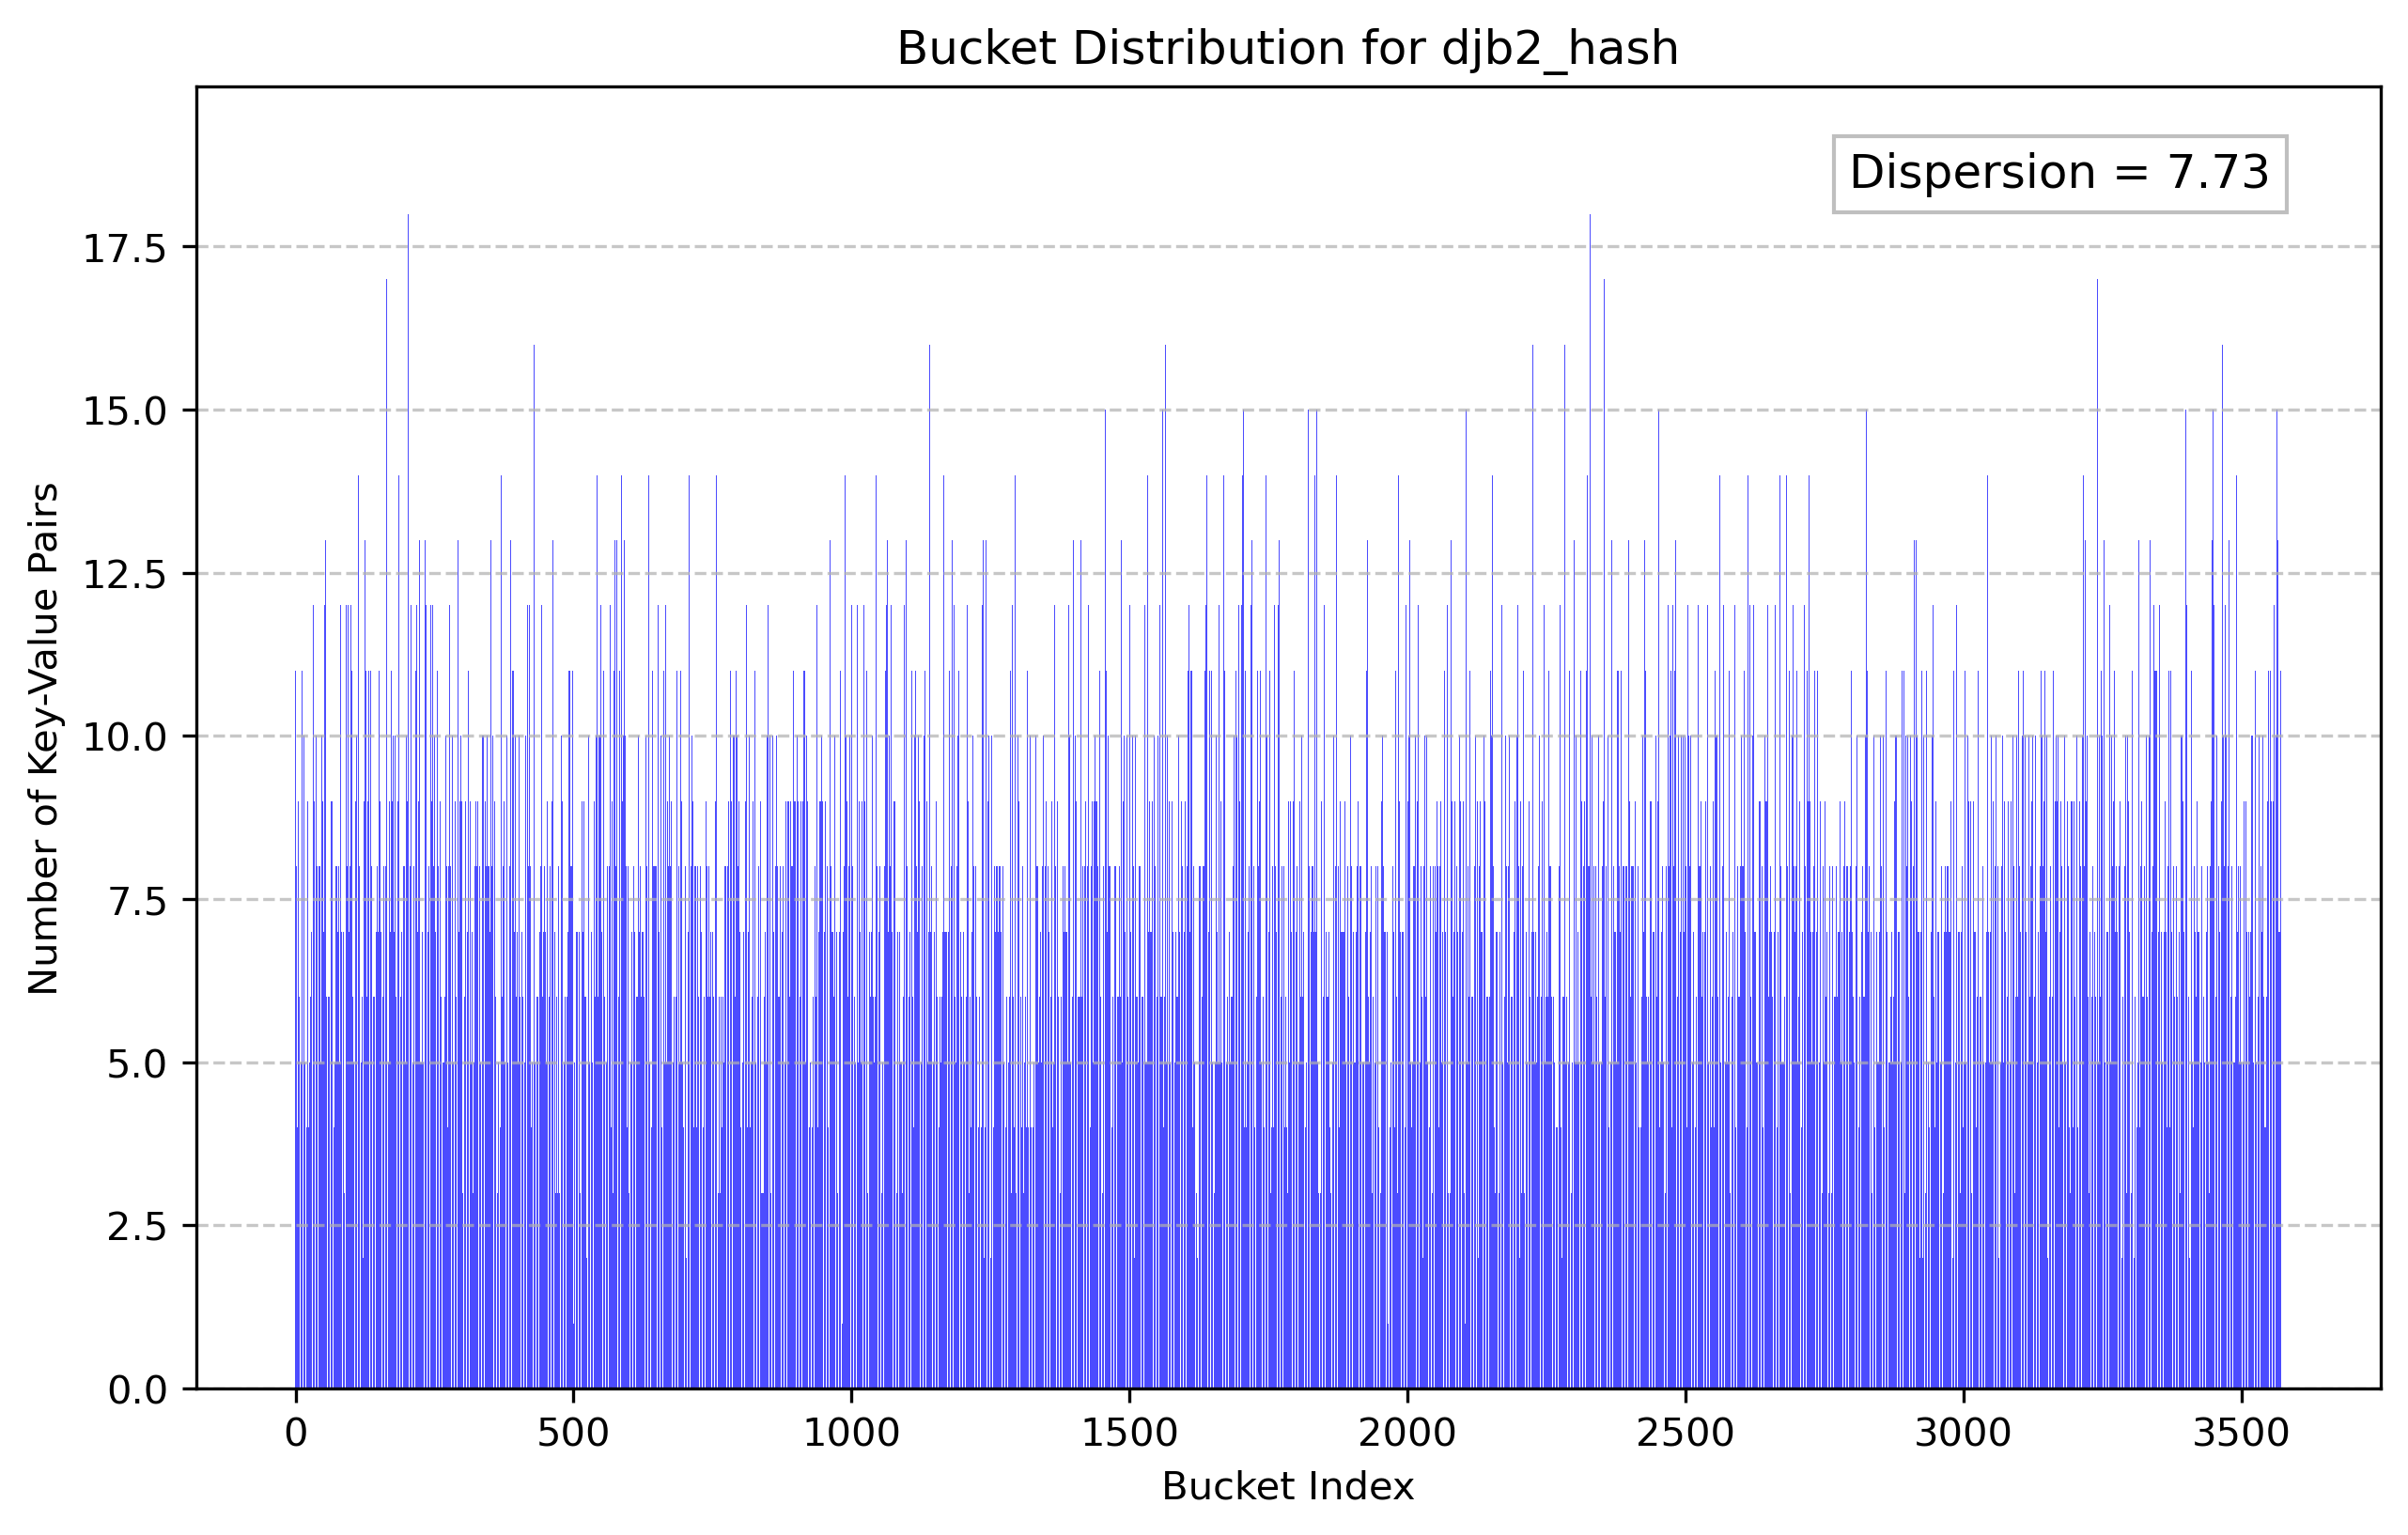 Bucket Distribution for djb2_hash
Dispersion = 7.73
Number of Key-Value Pairs
17.5
15.0
12.5
10.0
7.5
5.0
2.5
0.0
0 500 1000 1500 2000 2500 3000 3500
Bucket Index